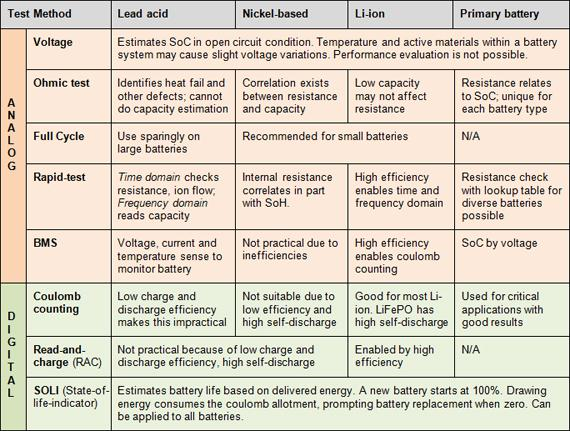 Test Method
Lead acid
Nickel-based
Li-ion
Primary battery
ANALOG
Voltage
Estimates SoC in open circuit condition. Temperature and active materials within a battery
system may cause slight voltage variations. Performance evaluation is not possible.
Ohmic test
Identifies heat fail and
other defects; cannot
do capacity estimation
Correlation exists
between resistance
and capacity
Low capacity
may not affect
resistance
Resistance relates
to SoC; unique for
each battery type
Full Cycle
Use sparingly on
large batteries
Recommended for small batteries
N/A
Rapid-test
Time domain checks
resistance, ion flow;
Frequency domain
reads capacity
Internal resistance
correlates in part
with SoH.
High efficiency
enables time and
frequency domain
Resistance check
with lookup table for
diverse batteries
possible
BMS
Voltage, current and
temperature sense to
monitor battery
Not practical due to
inefficiencies
High efficiency
enables coulomb
counting
SoC by voltage
DIGITAL
Coulomb
counting
Low charge and
discharge efficiency
makes this impractical
Not suitable due to
low efficiency and
high self-discharge
Good for most Li-
ion. LiFePO has
high self-discharge
Used for critical
applications with
good results
Read-and-
charge (RAC)
Not practical because of low charge and
discharge efficiency, high self-discharge
Enabled by high
efficiency
N/A
SOLI (State-of-
life-indicator)
Estimates battery life based on delivered energy. A new battery starts at 100%. Drawing
energy consumes the coulomb allotment, prompting battery replacement when zero. Can
be applied to all batteries.